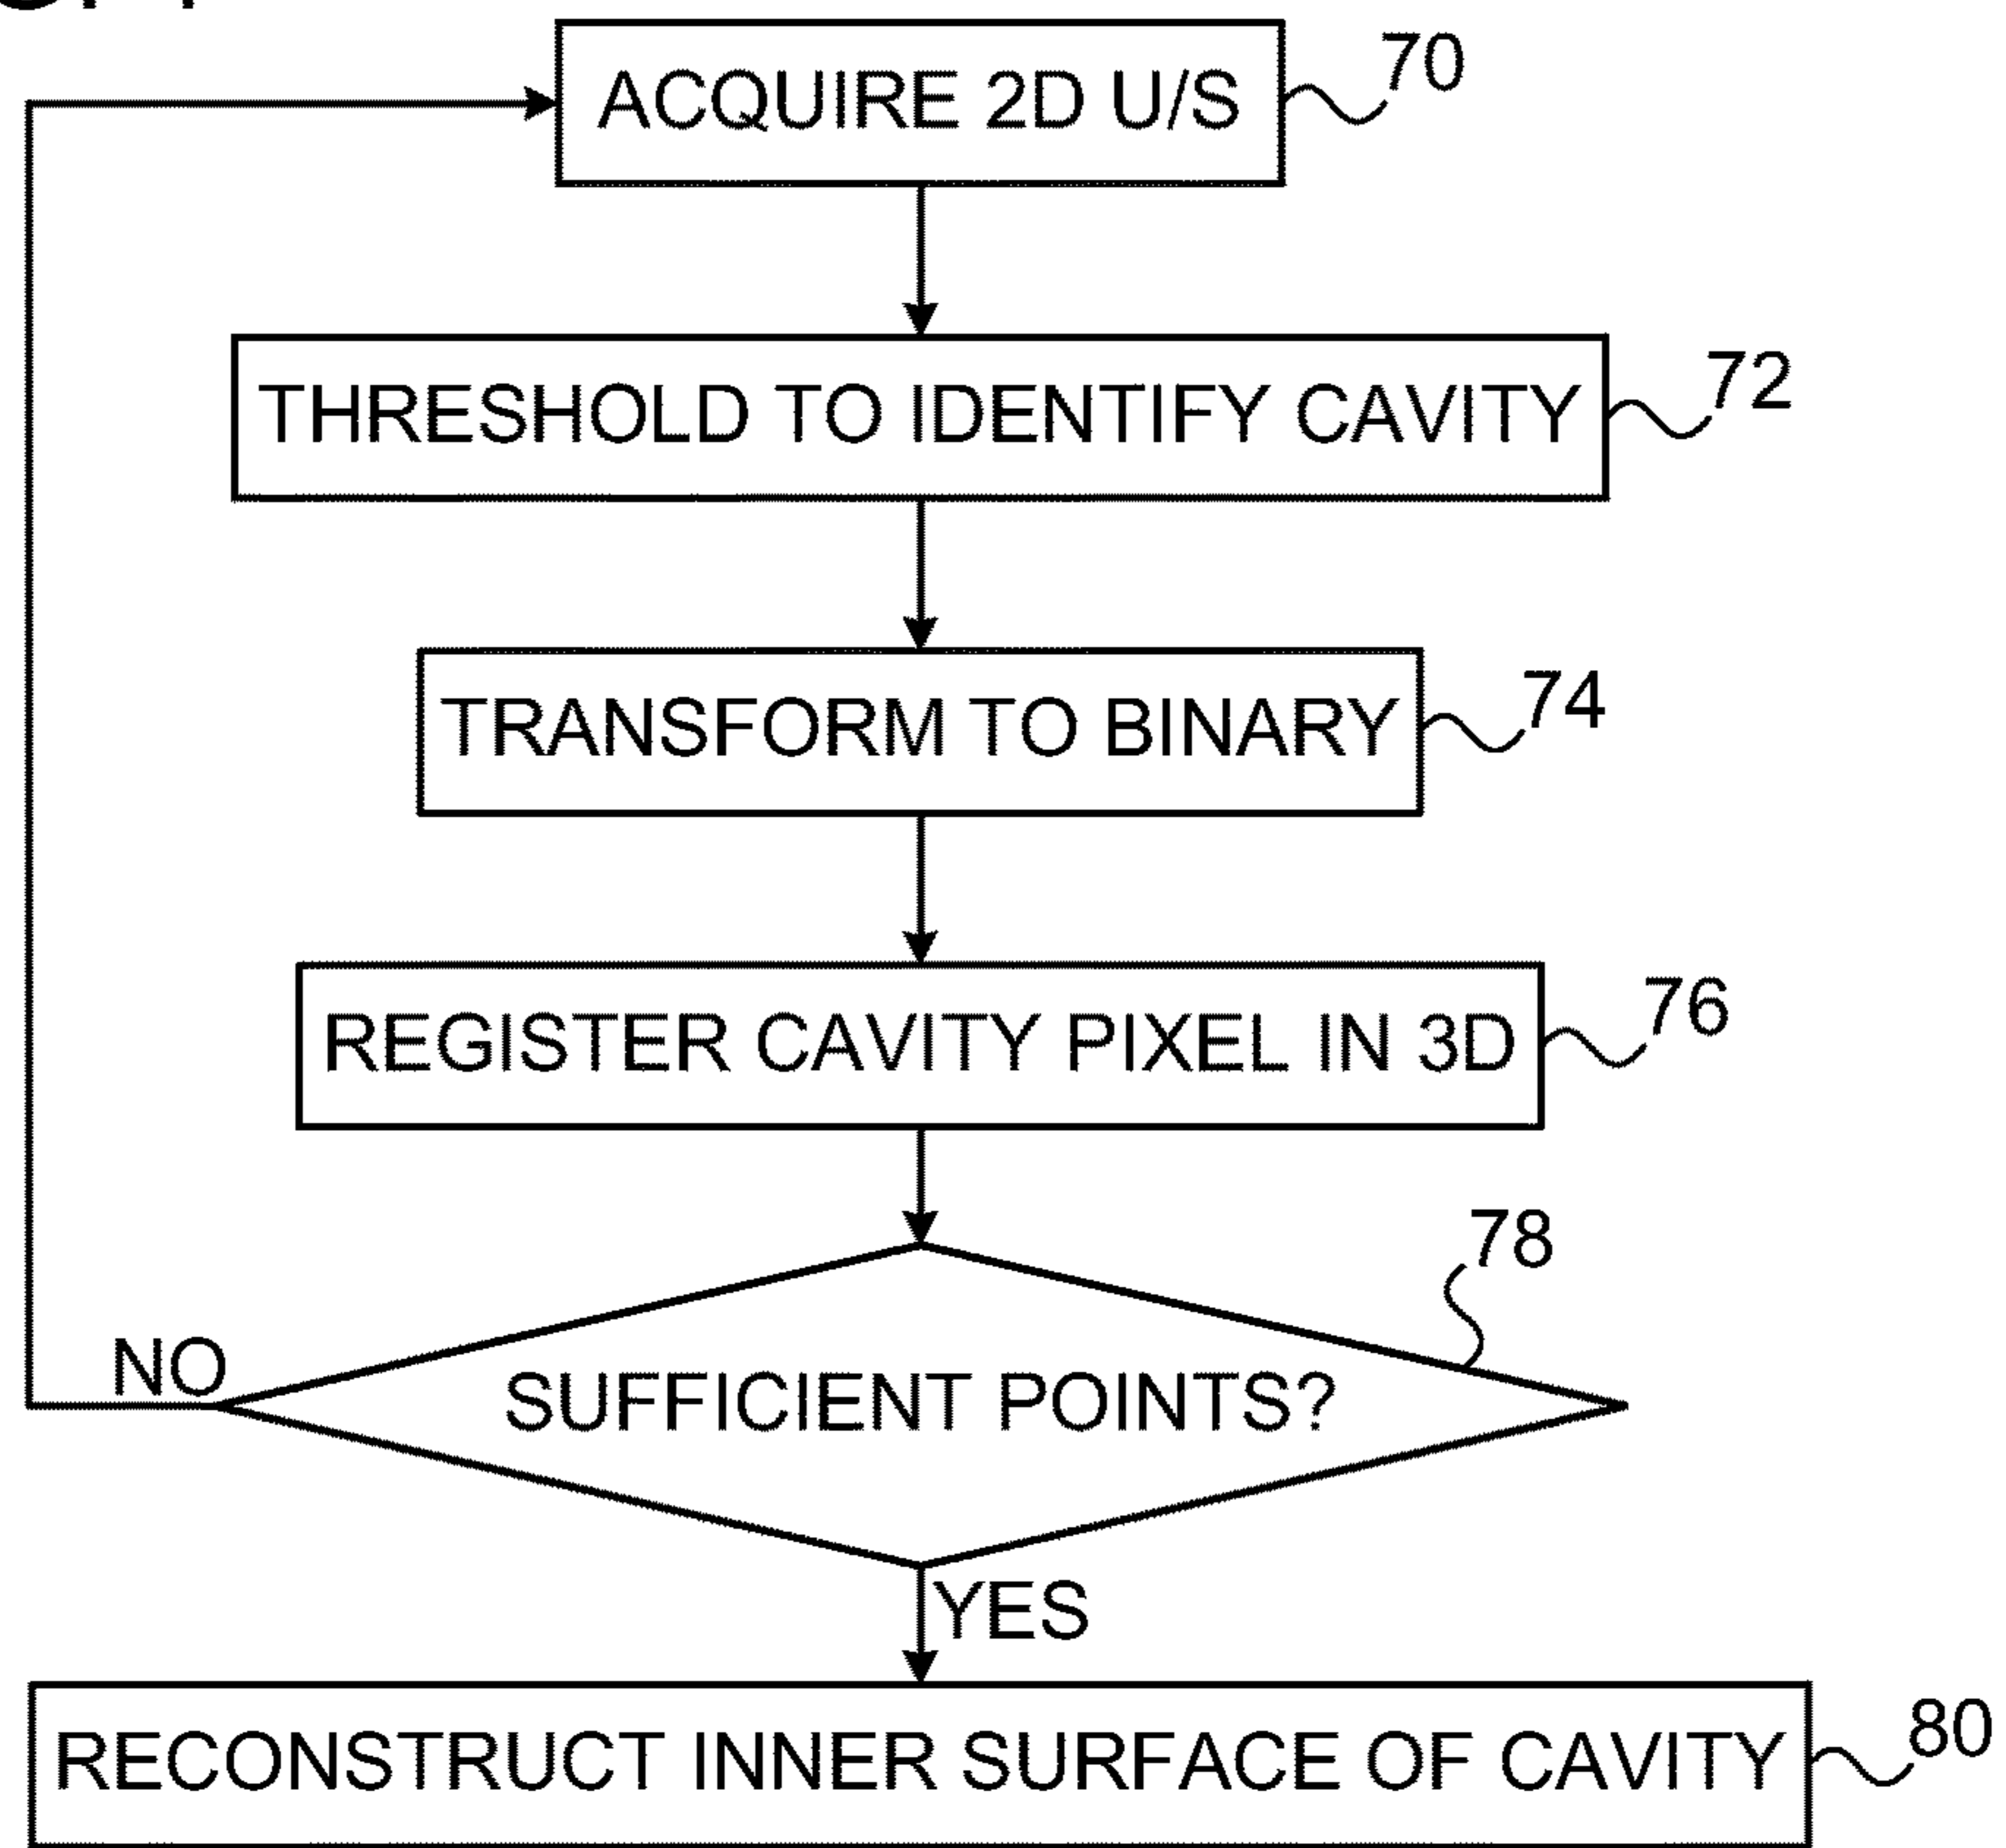 ACQUIRE 2D U/S
70
THRESHOLD TO IDENTIFY CAVITY
72
TRANSFORM TO BINARY
74
REGISTER CAVITY PIXEL IN 3D
76
78
SUFFICIENT POINTS?
NO
YES
RECONSTRUCT INNER SURFACE OF CAVITY
80